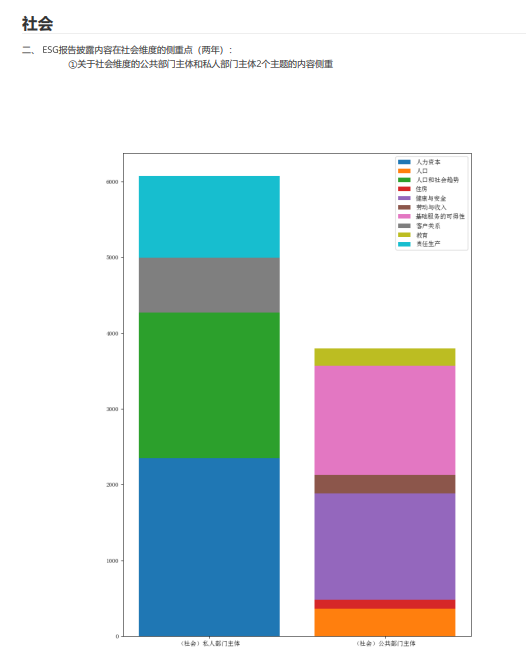 社会
二、 ESG报告披露内容在社会维度的侧重点（两年）:
①关于社会维度的公共部门主体和私人部门主体2个主题的内容侧重
人力资本
人口
人口和社会趋势
住房
健康与安全
劳动与收入
基础服务的可得性
客户关系
教育
责任生产
6000
5000
4000
3000
2000
1000
0
（社会）私人部门主体
（社会）公共部门主体